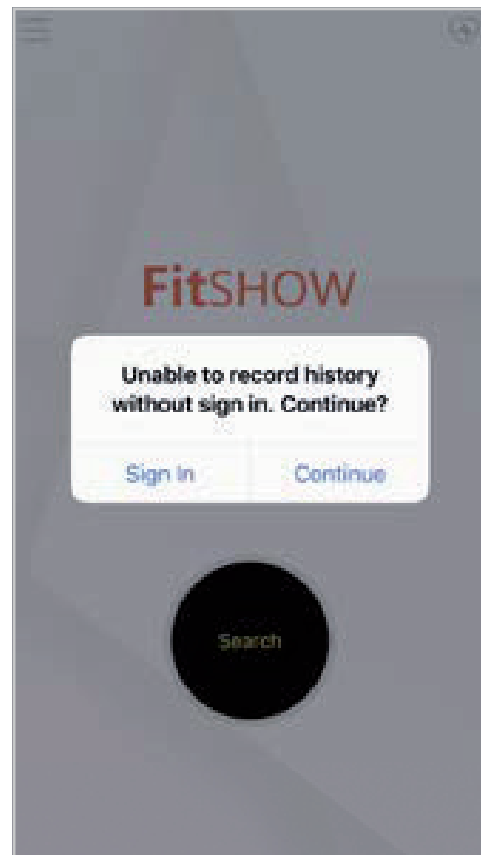 FitSHOW
Unable to record history
without sign in. Continue?
Sign In
Continue
Search